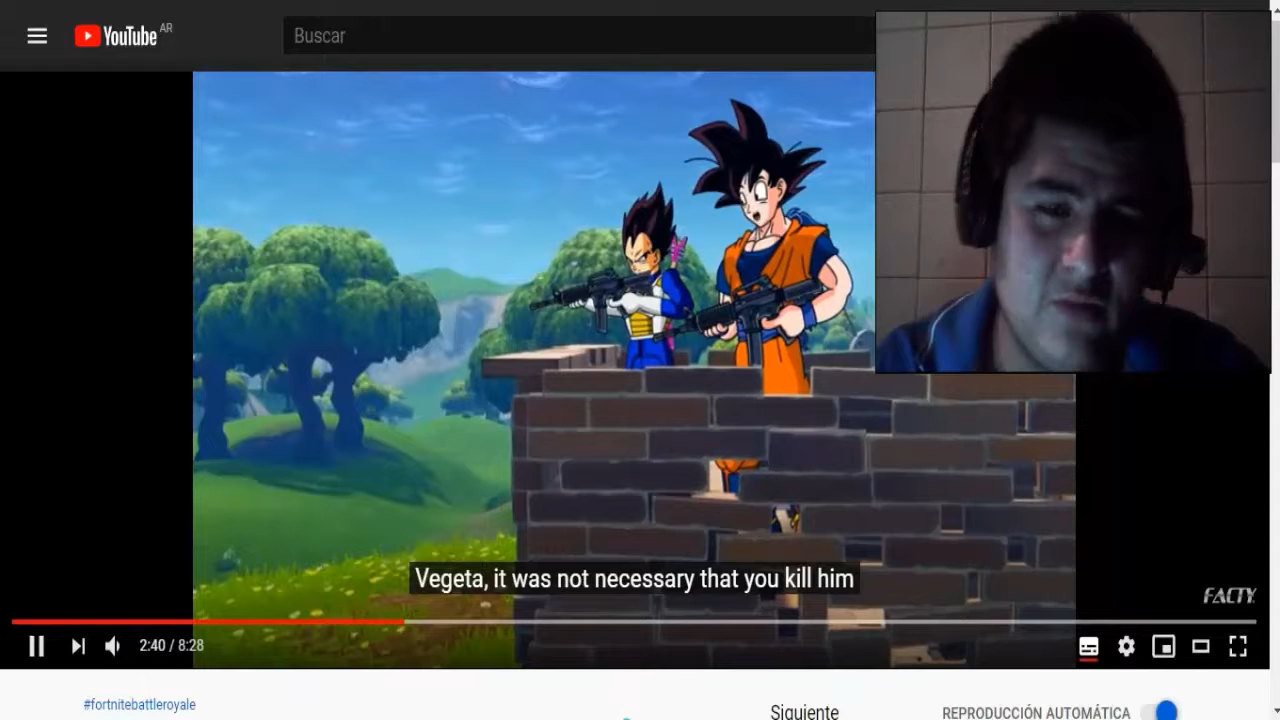 YouTube AR
Buscar
Vegeta, it was not necessary that you kill him
FACTY
2:40 / 8:28
#fortnitebattleroyale
Siguiente
REPRODUCCIÓN AUTOMÁTICA